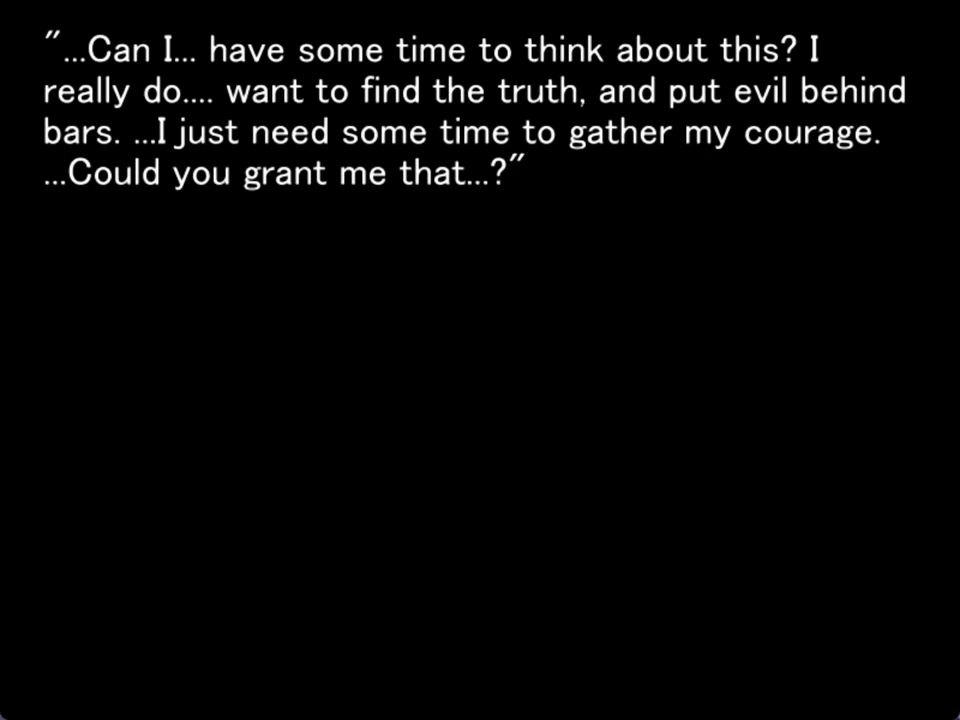 "...Can I... have some time to think about this? I
really do.... want to find the truth, and put evil behind
bars. ...I just need some time to gather my courage.
...Could you grant me that...?"